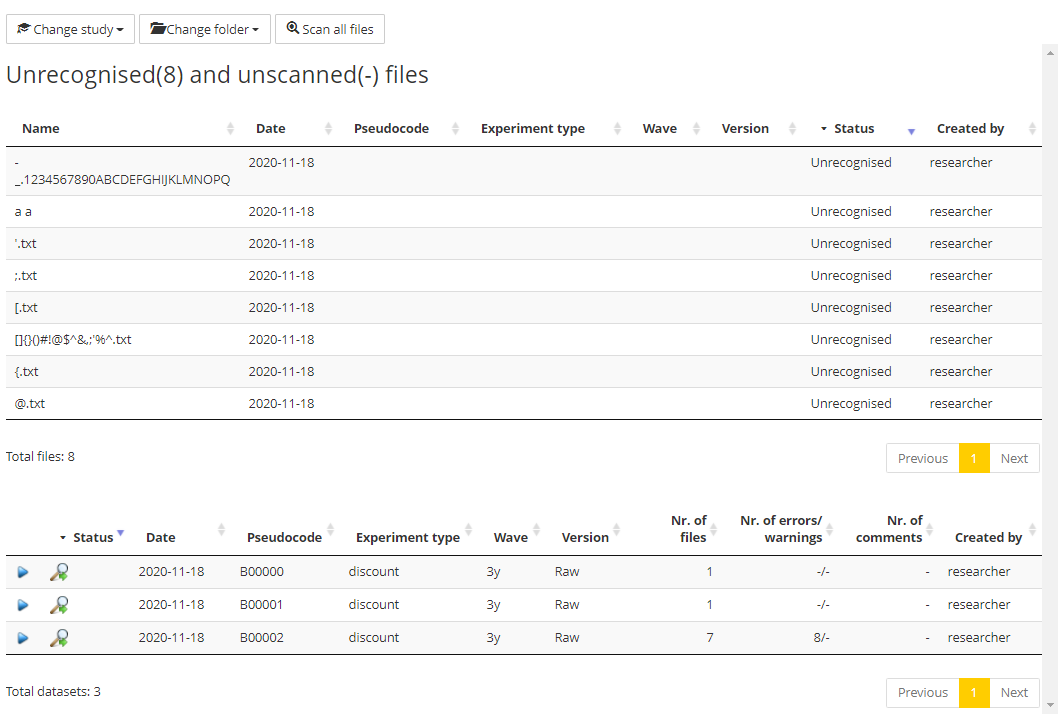 Change study Change folder Scan all files
Unrecognised(8) and unscanned(-) files
Name Date Pseudocode Experiment type Wave Version Status Created by
- 2020-11-18 Unrecognised researcher
_.1234567890ABCDEFGHIJKLMNOPQ
a a 2020-11-18 Unrecognised researcher
'.txt 2020-11-18 Unrecognised researcher
;.txt 2020-11-18 Unrecognised researcher
[.txt 2020-11-18 Unrecognised researcher
[]{}()#!@$^&,;'%^.txt 2020-11-18 Unrecognised researcher
{.txt 2020-11-18 Unrecognised researcher
@.txt 2020-11-18 Unrecognised researcher
Total files: 8 Previous 1 Next
Nr. of Nr. of errors/ Nr. of
Status Date Pseudocode Experiment type Wave Version files warnings comments Created by
2020-11-18 B00000 discount 3y Raw 1 -/- - researcher
2020-11-18 B00001 discount 3y Raw 1 -/- - researcher
2020-11-18 B00002 discount 3y Raw 7 8/- - researcher
Total datasets: 3 Previous 1 Next